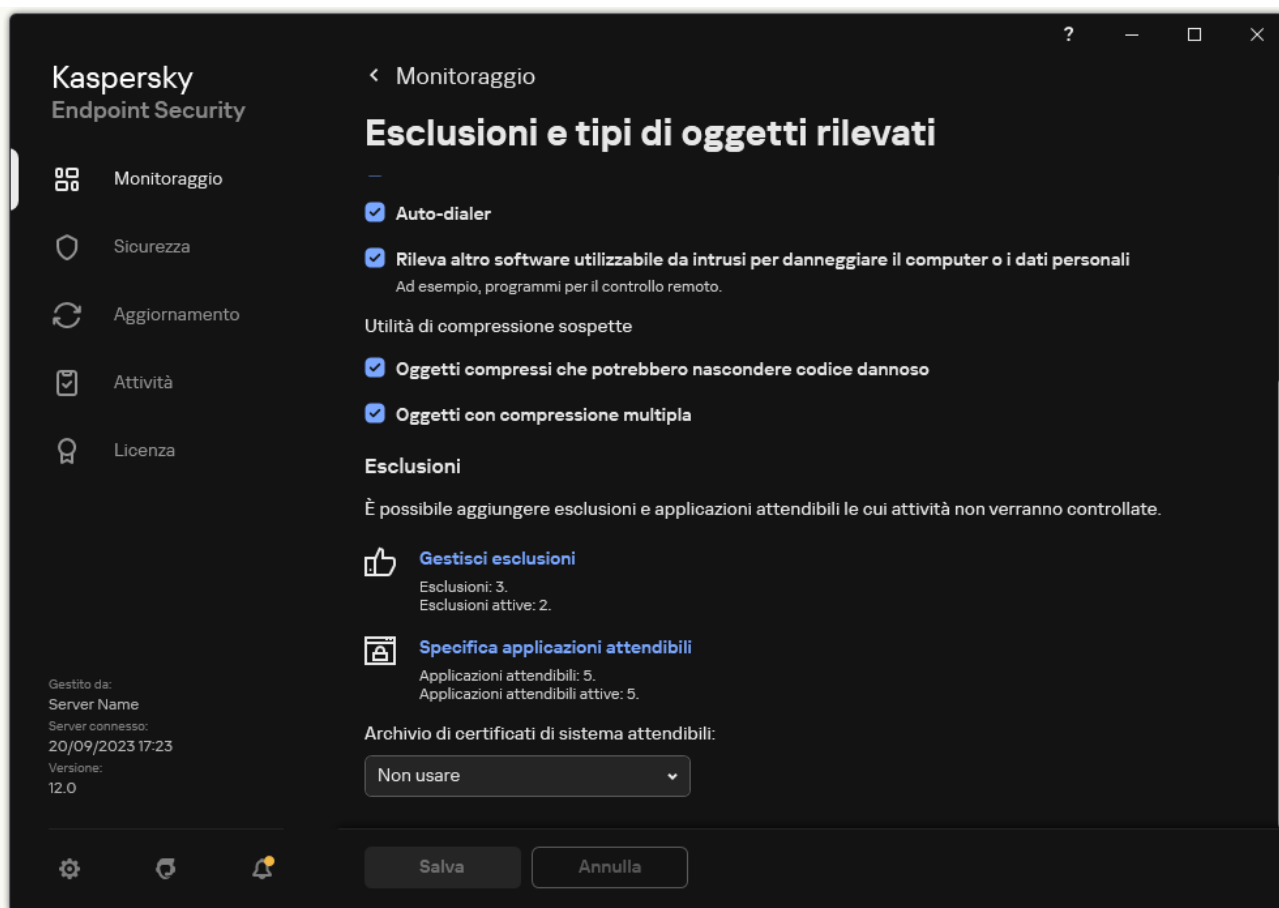 ?
Kaspersky
Endpoint Security
Monitoraggio
Sicurezza
Aggiornamento
Attività
Licenza
Gestito da:
Server Name
Server connesso:
20/09/2023 17:23
Versione:
12.0
Monitoraggio
Esclusioni e tipi di oggetti rilevati
Auto-dialer
Rileva altro software utilizzabile da intrusi per danneggiare il computer o i dati personali
Ad esempio, programmi per il controllo remoto.
Utilità di compressione sospette
Oggetti compressi che potrebbero nascondere codice dannoso
Oggetti con compressione multipla
Esclusioni
È possibile aggiungere esclusioni e applicazioni attendibili le cui attività non verranno controllate.
Gestisci esclusioni
Esclusioni: 3.
Esclusioni attive: 2.
Specifica applicazioni attendibili
Applicazioni attendibili: 5.
Applicazioni attendibili attive: 5.
Archivio di certificati di sistema attendibili:
Non usare
Salva
Annulla